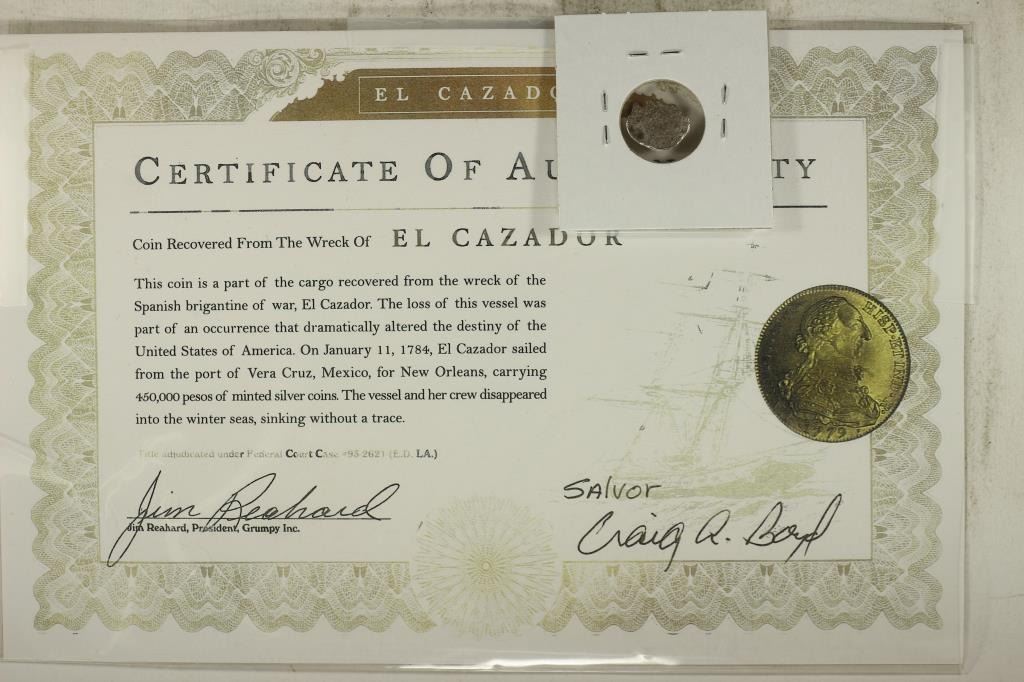 EL CAZADO
CERTIFICATE OF AU TY
Coin Recovered From The Wreck Of EL CAZADOR
This coin is a part of the cargo recovered from the wreck of the
Spanish brigantine of war, El Cazador. The loss of this vessel was
part of an occurrence that dramatically altered the destiny of the
United States of America. On January 11, 1784, El Cazador sailed
from the port of Vera Cruz, Mexico, for New Orleans, carrying
450,000 pesos of minted silver coins. The vessel and her crew disappeared
into the winter seas, sinking without a trace.
HISP·ET IND·R
1779
Title adjudicated under Federal Court Case #93-2621 (E.D. LA.)
Jim Reahard
Jim Reahard, President, Grumpy Inc.
SAlvor
Craig A. Boyd